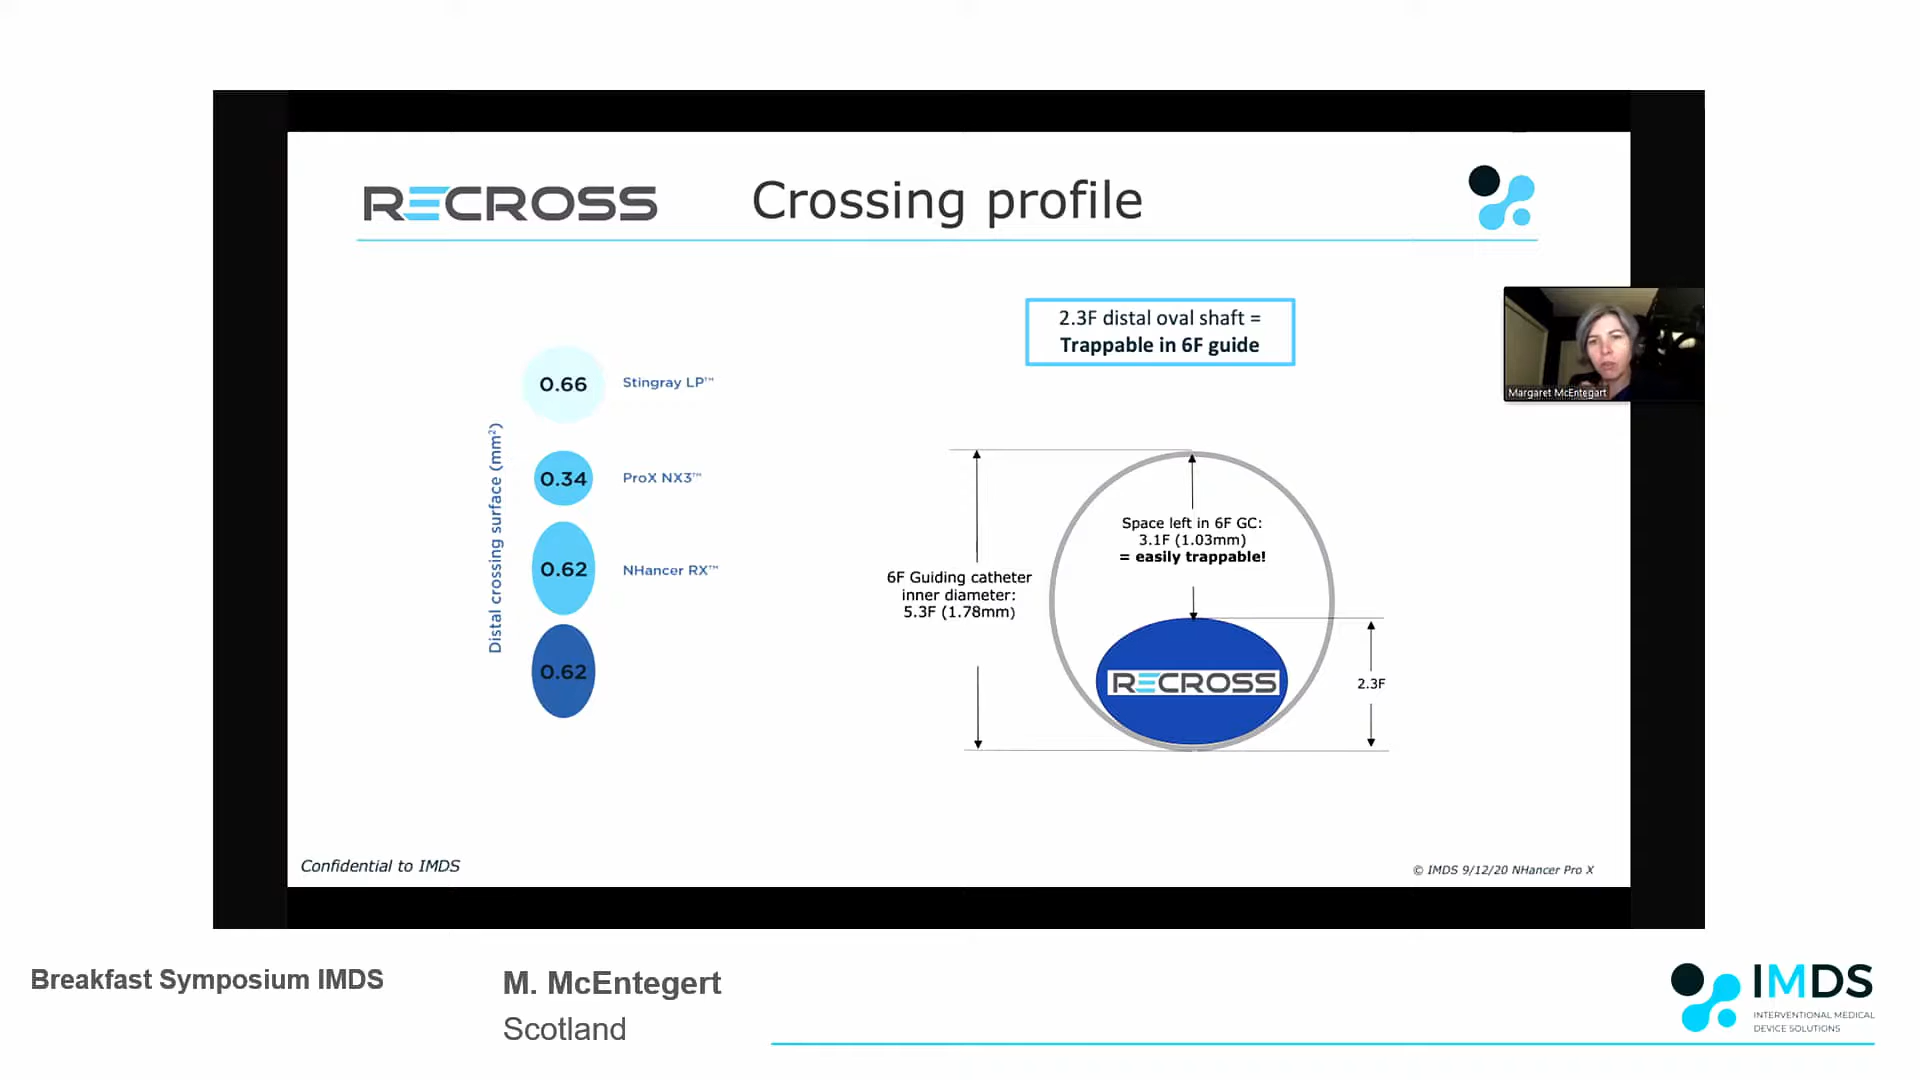 RECROSS
Crossing profile
2.3F distal oval shaft =
Trappable in 6F guide
Margaret McEntegart
Distal crossing surface (mm²)
0.66
Stingray LP™
0.34
ProX NX3™
0.62
NHancer RX™
0.62
6F Guiding catheter
inner diameter:
5.3F (1.78mm)
Space left in 6F GC:
3.1F (1.03mm)
= easily trappable!
RECROSS
2.3F
Confidential to IMDS
© IMDS 9/12/20 NHancer Pro X
Breakfast Symposium IMDS
M. McEntegert
Scotland
IMDS
INTERVENTIONAL MEDICAL
DEVICE SOLUTIONS